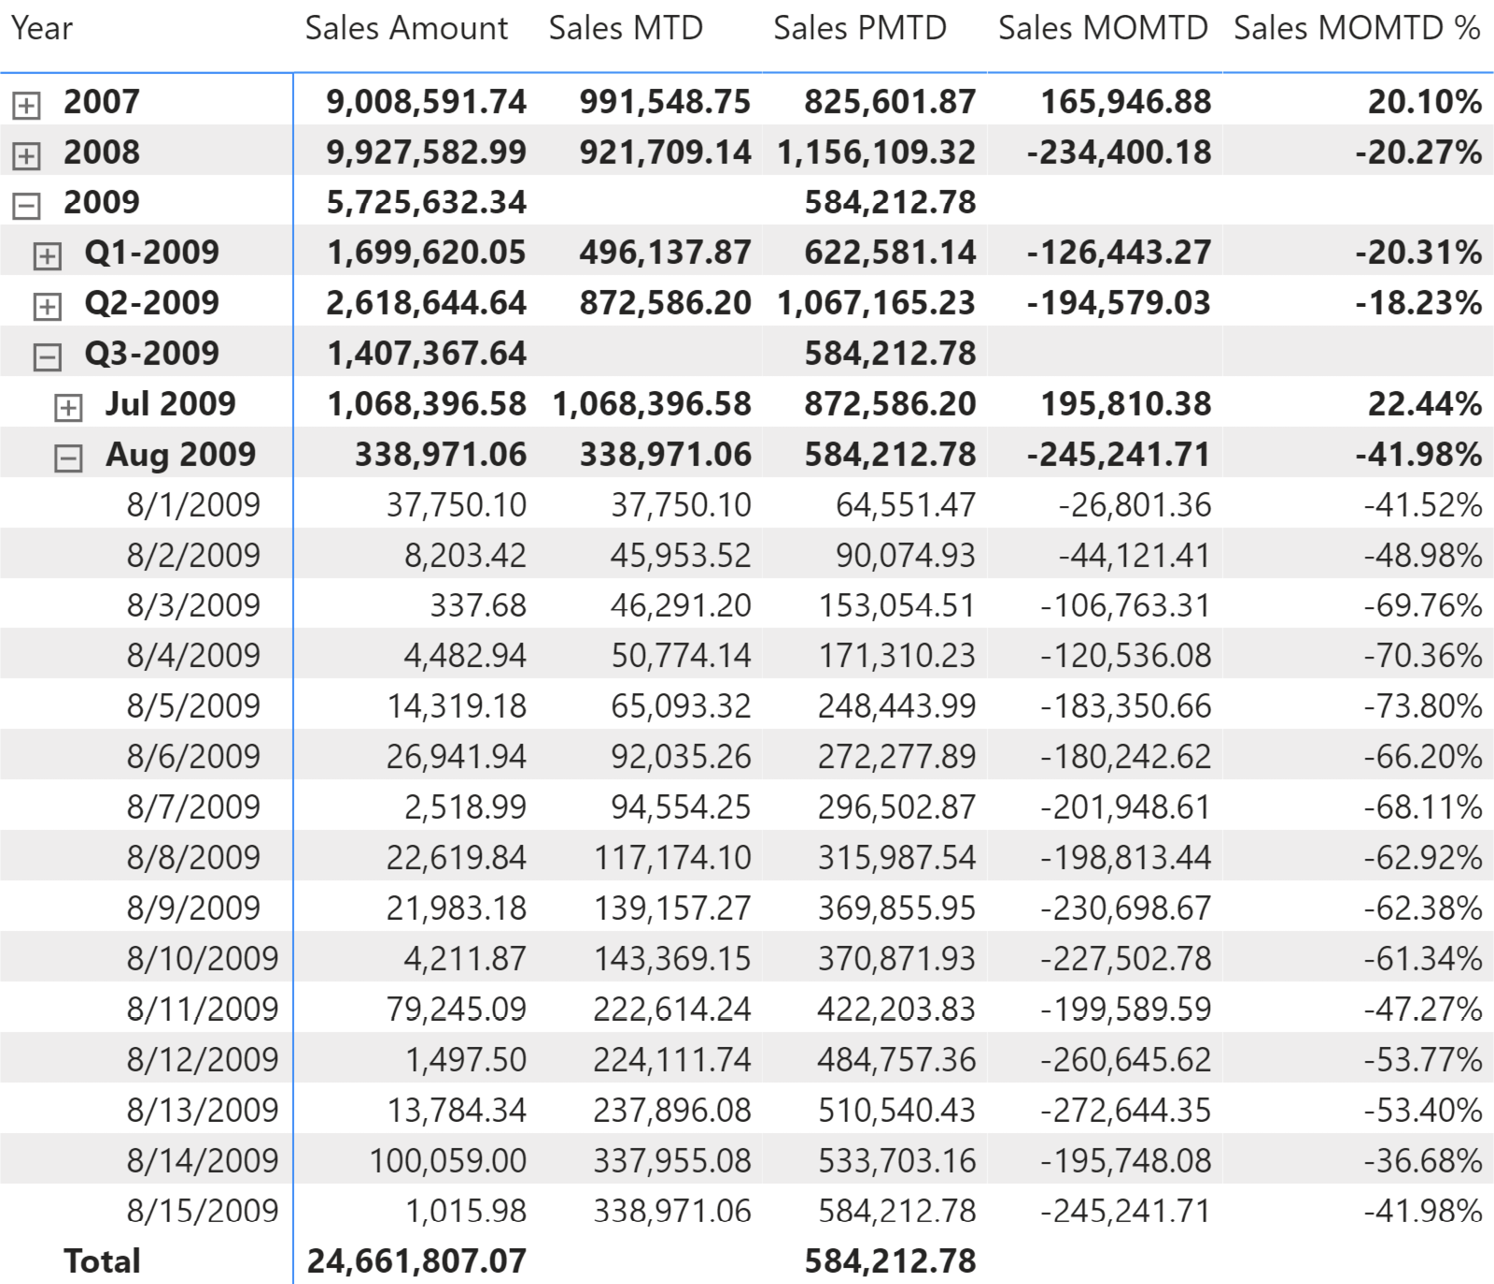 Year Sales Amount Sales MTD Sales PMTD Sales MOMTD Sales MOMTD %
2007 9,008,591.74 991,548.75 825,601.87 165,946.88 20.10%
2008 9,927,582.99 921,709.14 1,156,109.32 -234,400.18 -20.27%
2009 5,725,632.34 584,212.78
Q1-2009 1,699,620.05 496,137.87 622,581.14 -126,443.27 -20.31%
Q2-2009 2,618,644.64 872,586.20 1,067,165.23 -194,579.03 -18.23%
Q3-2009 1,407,367.64 584,212.78
Jul 2009 1,068,396.58 1,068,396.58 872,586.20 195,810.38 22.44%
Aug 2009 338,971.06 338,971.06 584,212.78 -245,241.71 -41.98%
8/1/2009 37,750.10 37,750.10 64,551.47 -26,801.36 -41.52%
8/2/2009 8,203.42 45,953.52 90,074.93 -44,121.41 -48.98%
8/3/2009 337.68 46,291.20 153,054.51 -106,763.31 -69.76%
8/4/2009 4,482.94 50,774.14 171,310.23 -120,536.08 -70.36%
8/5/2009 14,319.18 65,093.32 248,443.99 -183,350.66 -73.80%
8/6/2009 26,941.94 92,035.26 272,277.89 -180,242.62 -66.20%
8/7/2009 2,518.99 94,554.25 296,502.87 -201,948.61 -68.11%
8/8/2009 22,619.84 117,174.10 315,987.54 -198,813.44 -62.92%
8/9/2009 21,983.18 139,157.27 369,855.95 -230,698.67 -62.38%
8/10/2009 4,211.87 143,369.15 370,871.93 -227,502.78 -61.34%
8/11/2009 79,245.09 222,614.24 422,203.83 -199,589.59 -47.27%
8/12/2009 1,497.50 224,111.74 484,757.36 -260,645.62 -53.77%
8/13/2009 13,784.34 237,896.08 510,540.43 -272,644.35 -53.40%
8/14/2009 100,059.00 337,955.08 533,703.16 -195,748.08 -36.68%
8/15/2009 1,015.98 338,971.06 584,212.78 -245,241.71 -41.98%
Total 24,661,807.07 584,212.78